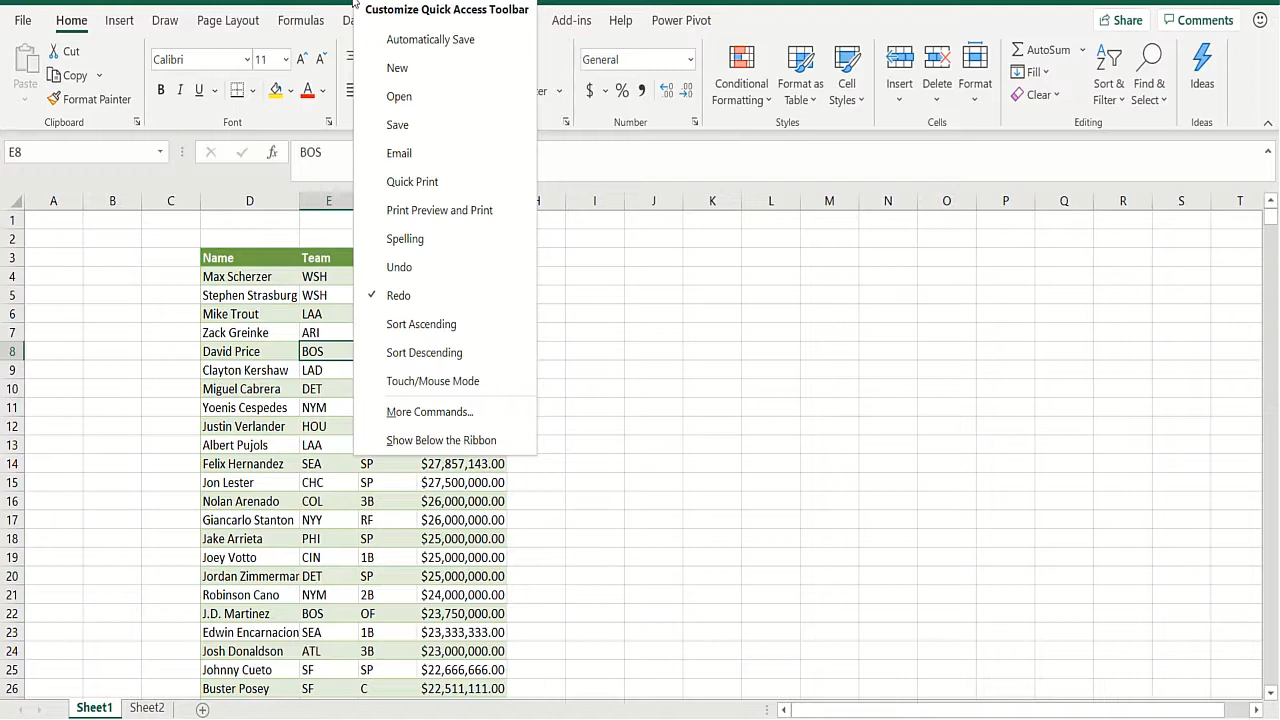 Customize Quick Access Toolbar
File Home Insert Draw Page Layout Formulas Add-ins Help Power Pivot Share Comments
Automatically Save
New
Open
Save
Email
Quick Print
Print Preview and Print
Spelling
Undo
Redo
Sort Ascending
Sort Descending
Touch/Mouse Mode
More Commands...
Show Below the Ribbon
Paste
Cut
Copy
Format Painter
Clipboard
Calibri 11
B I U
Font
General
$ % 9
Number
Conditional Formatting
Format as Table
Cell Styles
Styles
Insert Delete Format
Cells
AutoSum
Fill
Clear
Sort & Filter
Find & Select
Editing
Ideas
Ideas
E8 fx BOS
A B C D E H I J K L M N O P Q R S T
1
2
3 Name Team
4 Max Scherzer WSH
5 Stephen Strasburg WSH
6 Mike Trout LAA
7 Zack Greinke ARI
8 David Price BOS
9 Clayton Kershaw LAD
10 Miguel Cabrera DET
11 Yoenis Cespedes NYM
12 Justin Verlander HOU
13 Albert Pujols LAA
14 Felix Hernandez SEA SP $27,857,143.00
15 Jon Lester CHC SP $27,500,000.00
16 Nolan Arenado COL 3B $26,000,000.00
17 Giancarlo Stanton NYY RF $26,000,000.00
18 Jake Arrieta PHI SP $25,000,000.00
19 Joey Votto CIN 1B $25,000,000.00
20 Jordan Zimmermar DET SP $25,000,000.00
21 Robinson Cano NYM 2B $24,000,000.00
22 J.D. Martinez BOS OF $23,750,000.00
23 Edwin Encarnacion SEA 1B $23,333,333.00
24 Josh Donaldson ATL 3B $23,000,000.00
25 Johnny Cueto SF SP $22,666,666.00
26 Buster Posey SF C $22,511,111.00
Sheet1 Sheet2